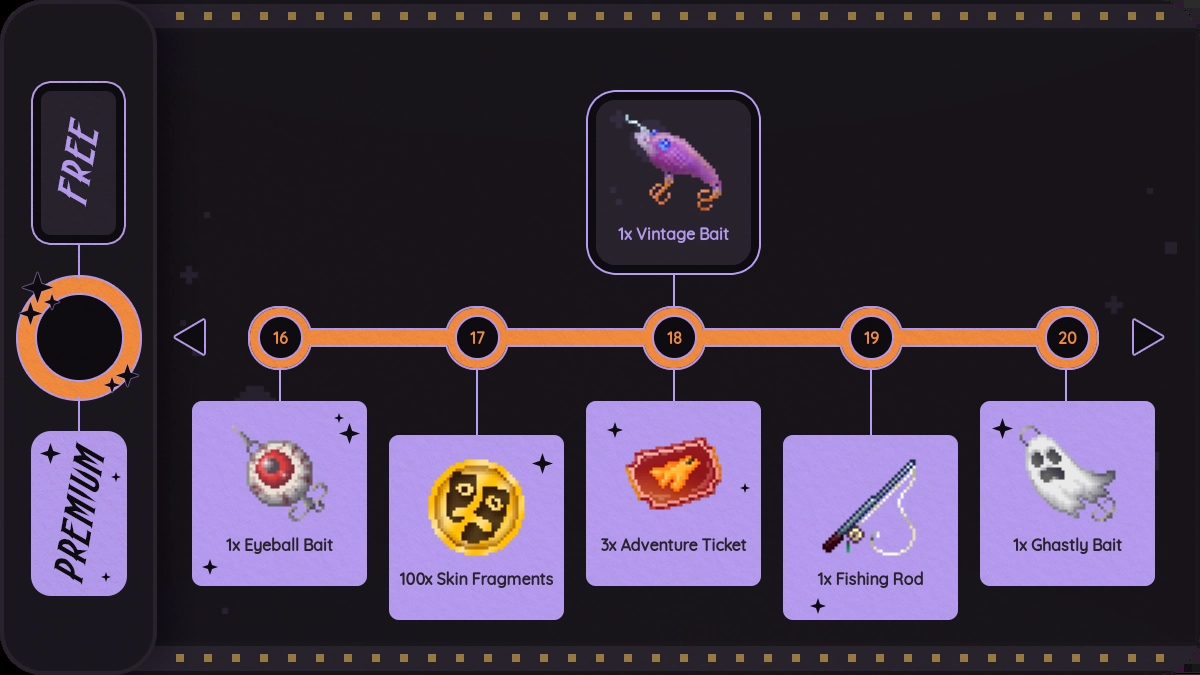 FREE
1x Vintage Bait
16
17
18
19
20
PREMIUM
1x Eyeball Bait
100x Skin Fragments
3x Adventure Ticket
1x Fishing Rod
1x Ghastly Bait